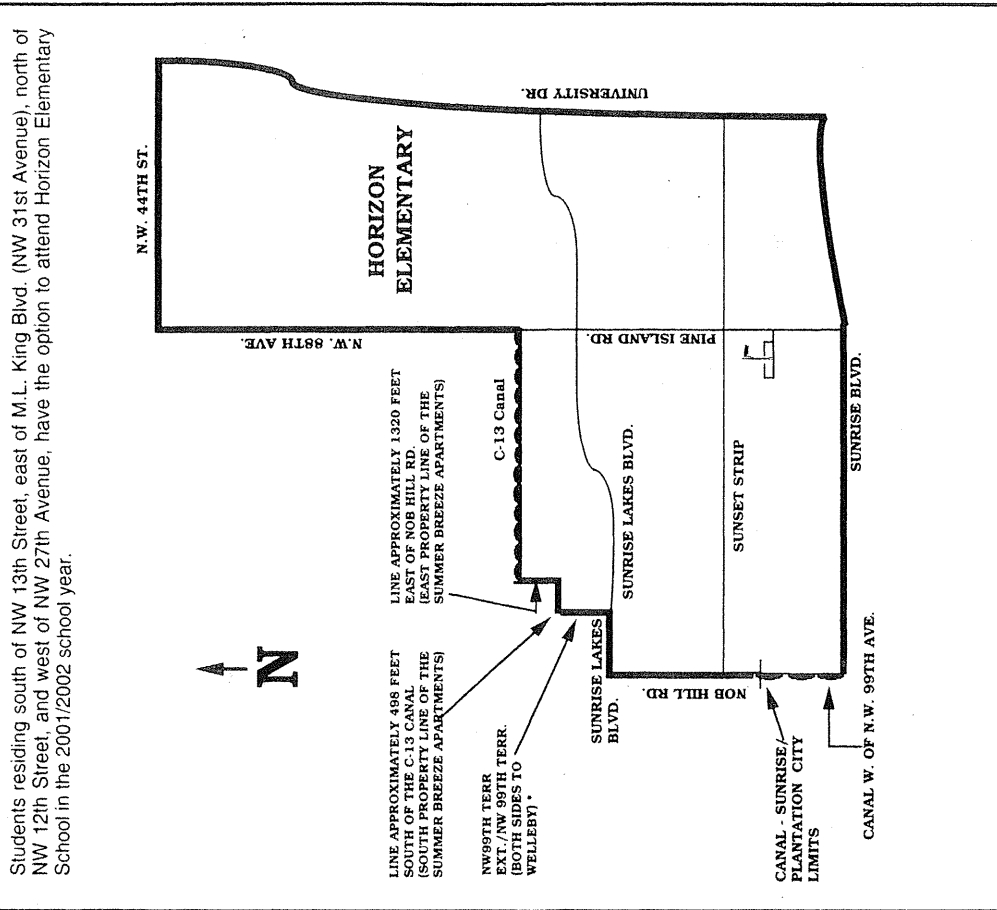 Students residing south of NW 13th Street, east of M.L. King Blvd. (NW 31st Avenue), north of
NW 12th Street, and west of NW 27th Avenue, have the option to attend Horizon Elementary
School in the 2001/2002 school year.
N.W. 44TH ST.
UNIVERSITY DR.
HORIZON
ELEMENTARY
N.W. 88TH AVE.
PINE ISLAND RD.
C-13 Canal
LINE APPROXIMATELY 1320 FEET
EAST OF NOB HILL RD.
(EAST PROPERTY LINE OF THE
SUMMER BREEZE APARTMENTS)
N
LINE APPROXIMATELY 498 FEET
SOUTH OF THE C-13 CANAL
(SOUTH PROPERTY LINE OF THE
SUMMER BREEZE APARTMENTS)
NW99TH TERR
EXT./NW 99TH TERR.
(BOTH SIDES TO
WELLEBY) *
SUNRISE LAKES
BLVD.
SUNRISE LAKES BLVD.
SUNSET STRIP
NOB HILL RD.
SUNRISE BLVD.
CANAL - SUNRISE/
PLANTATION CITY
LIMITS
CANAL W. OF N.W. 99TH AVE.